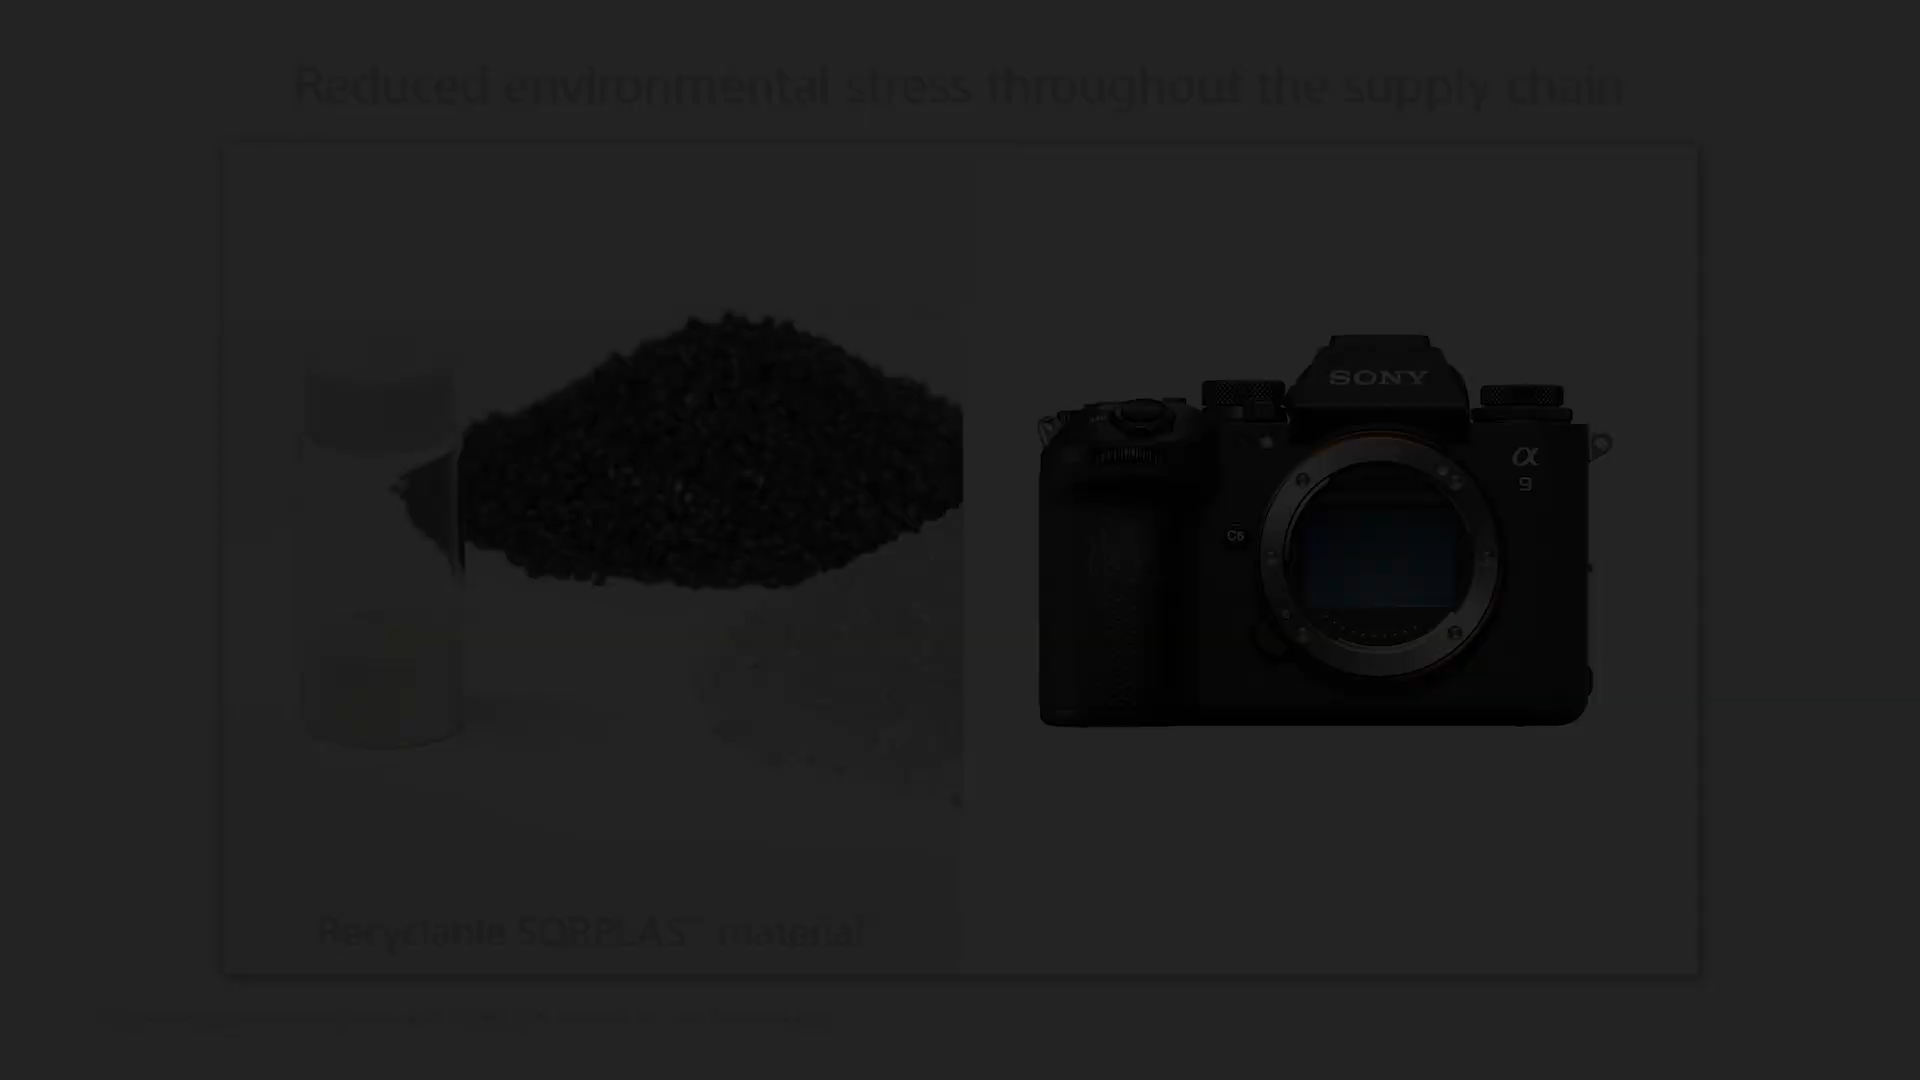 Reduced environmental stress throughout the supply chain
SONY
α
9
C5
Recyclable SORPLAS™ material